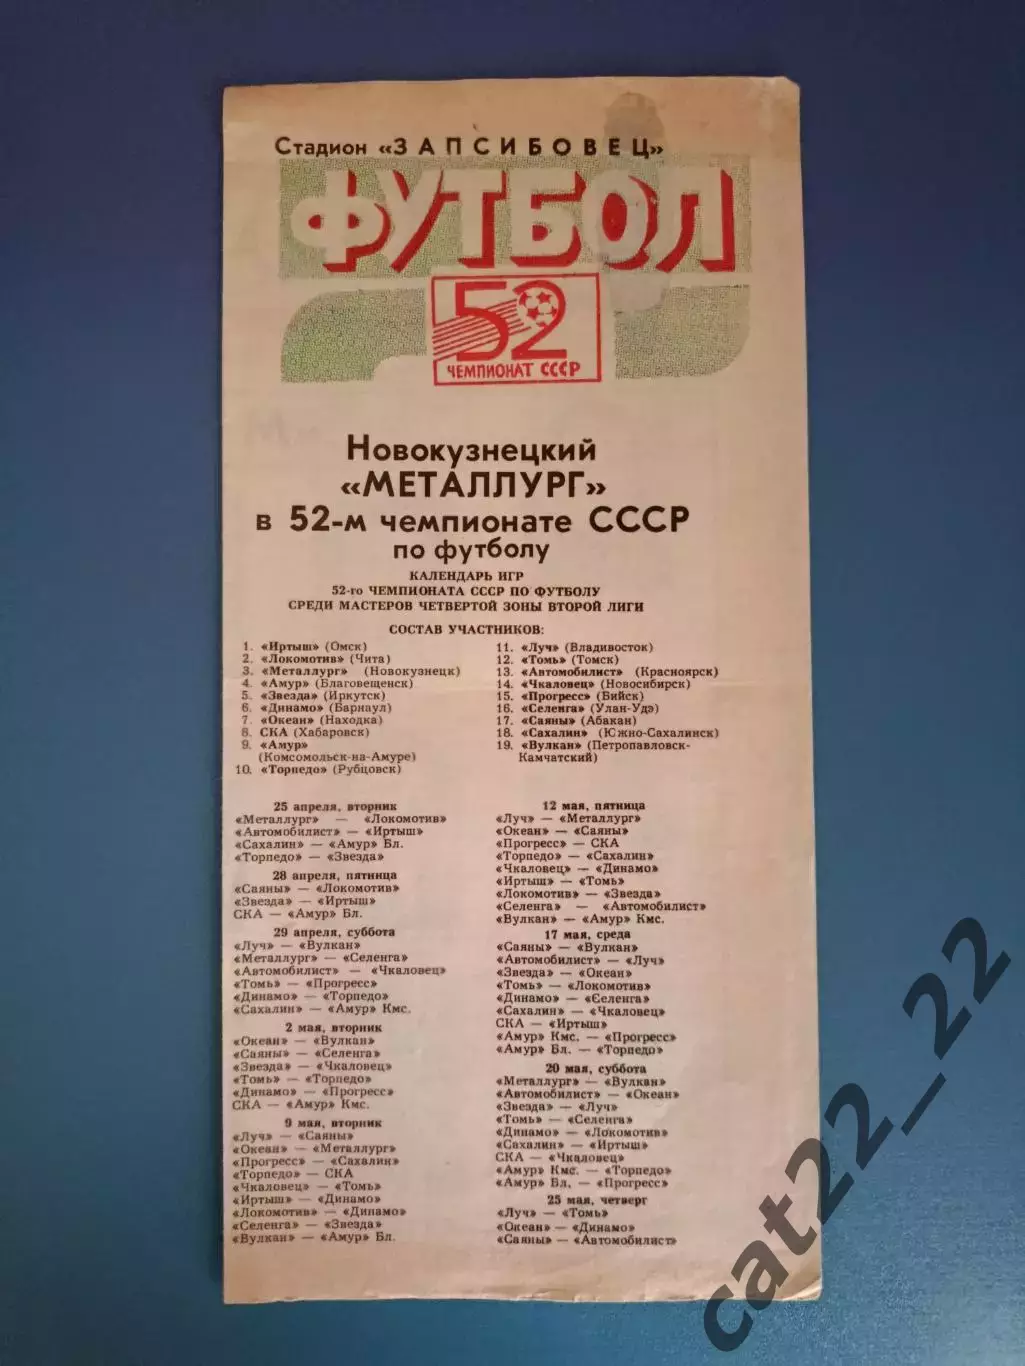 Стадион «ЗАПСИБОВЕЦ»
ФУТБОЛ
52
ЧЕМПИОНАТ СССР
Новокузнецкий
«МЕТАЛЛУРГ»
в 52-м чемпионате СССР
по футболу
КАЛЕНДАРЬ ИГР
52-го ЧЕМПИОНАТА СССР ПО ФУТБОЛУ
СРЕДИ МАСТЕРОВ ЧЕТВЕРТОЙ ЗОНЫ ВТОРОЙ ЛИГИ
СОСТАВ УЧАСТНИКОВ:
1. «Иртыш» (Омск)
2. «Локомотив» (Чита)
3. «Металлург» (Новокузнецк)
4. «Амур» (Благовещенск)
5. «Звезда» (Иркутск)
6. «Динамо» (Барнаул)
7. «Океан» (Находка)
8. СКА (Хабаровск)
9. «Амур»
(Комсомольск-на-Амуре)
10. «Торпедо» (Рубцовск)
11. «Луч» (Владивосток)
12. «Томь» (Томск)
13. «Автомобилист» (Красноярск)
14. «Чкаловец» (Новосибирск)
15. «Прогресс» (Бийск)
16. «Селенга» (Улан-Удэ)
17. «Саяны» (Абакан)
18. «Сахалин» (Южно-Сахалинск)
19. «Вулкан» (Петропавловск-
Камчатский)
25 апреля, вторник
«Металлург» — «Локомотив»
«Автомобилист» — «Иртыш»
«Сахалин» — «Амур» Бл.
«Торпедо» — «Звезда»
28 апреля, пятница
«Саяны» — «Локомотив»
«Звезда» — «Иртыш»
СКА — «Амур» Бл.
29 апреля, суббота
«Луч» — «Вулкан»
«Металлург» — «Селенга»
«Автомобилист» — «Чкаловец»
«Томь» — «Прогресс»
«Динамо» — «Торпедо»
«Сахалин» — «Амур» Кмс.
2 мая, вторник
«Океан» — «Вулкан»
«Саяны» — «Селенга»
«Звезда» — «Чкаловец»
«Томь» — «Торпедо»
«Динамо» — «Прогресс»
СКА — «Амур» Кмс.
9 мая, вторник
«Луч» — «Саяны»
«Океан» — «Металлург»
«Прогресс» — «Сахалин»
«Торпедо» — СКА
«Чкаловец» — «Томь»
«Иртыш» — «Динамо»
«Локомотив» — «Динамо»
«Селенга» — «Звезда»
«Вулкан» — «Амур» Бл.
12 мая, пятница
«Луч» — «Металлург»
«Океан» — «Саяны»
«Прогресс» — СКА
«Торпедо» — «Сахалин»
«Чкаловец» — «Динамо»
«Иртыш» — «Томь»
«Локомотив» — «Звезда»
«Селенга» — «Автомобилист»
«Вулкан» — «Амур» Кмс.
17 мая, среда
«Саяны» — «Вулкан»
«Автомобилист» — «Луч»
«Звезда» — «Океан»
«Томь» — «Локомотив»
«Динамо» — «Селенга»
«Сахалин» — «Чкаловец»
СКА — «Иртыш»
«Амур» Кмс. — «Прогресс»
«Амур» Бл. — «Торпедо»
20 мая, суббота
«Металлург» — «Вулкан»
«Автомобилист» — «Океан»
«Звезда» — «Луч»
«Томь» — «Селенга»
«Динамо» — «Локомотив»
«Сахалин» — «Иртыш»
СКА — «Чкаловец»
«Амур» Кмс. — «Торпедо»
«Амур» Бл. — «Прогресс»
25 мая, четверг
«Луч» — «Томь»
«Океан» — «Динамо»
«Саяны» — «Автомобилист»
cat22_22